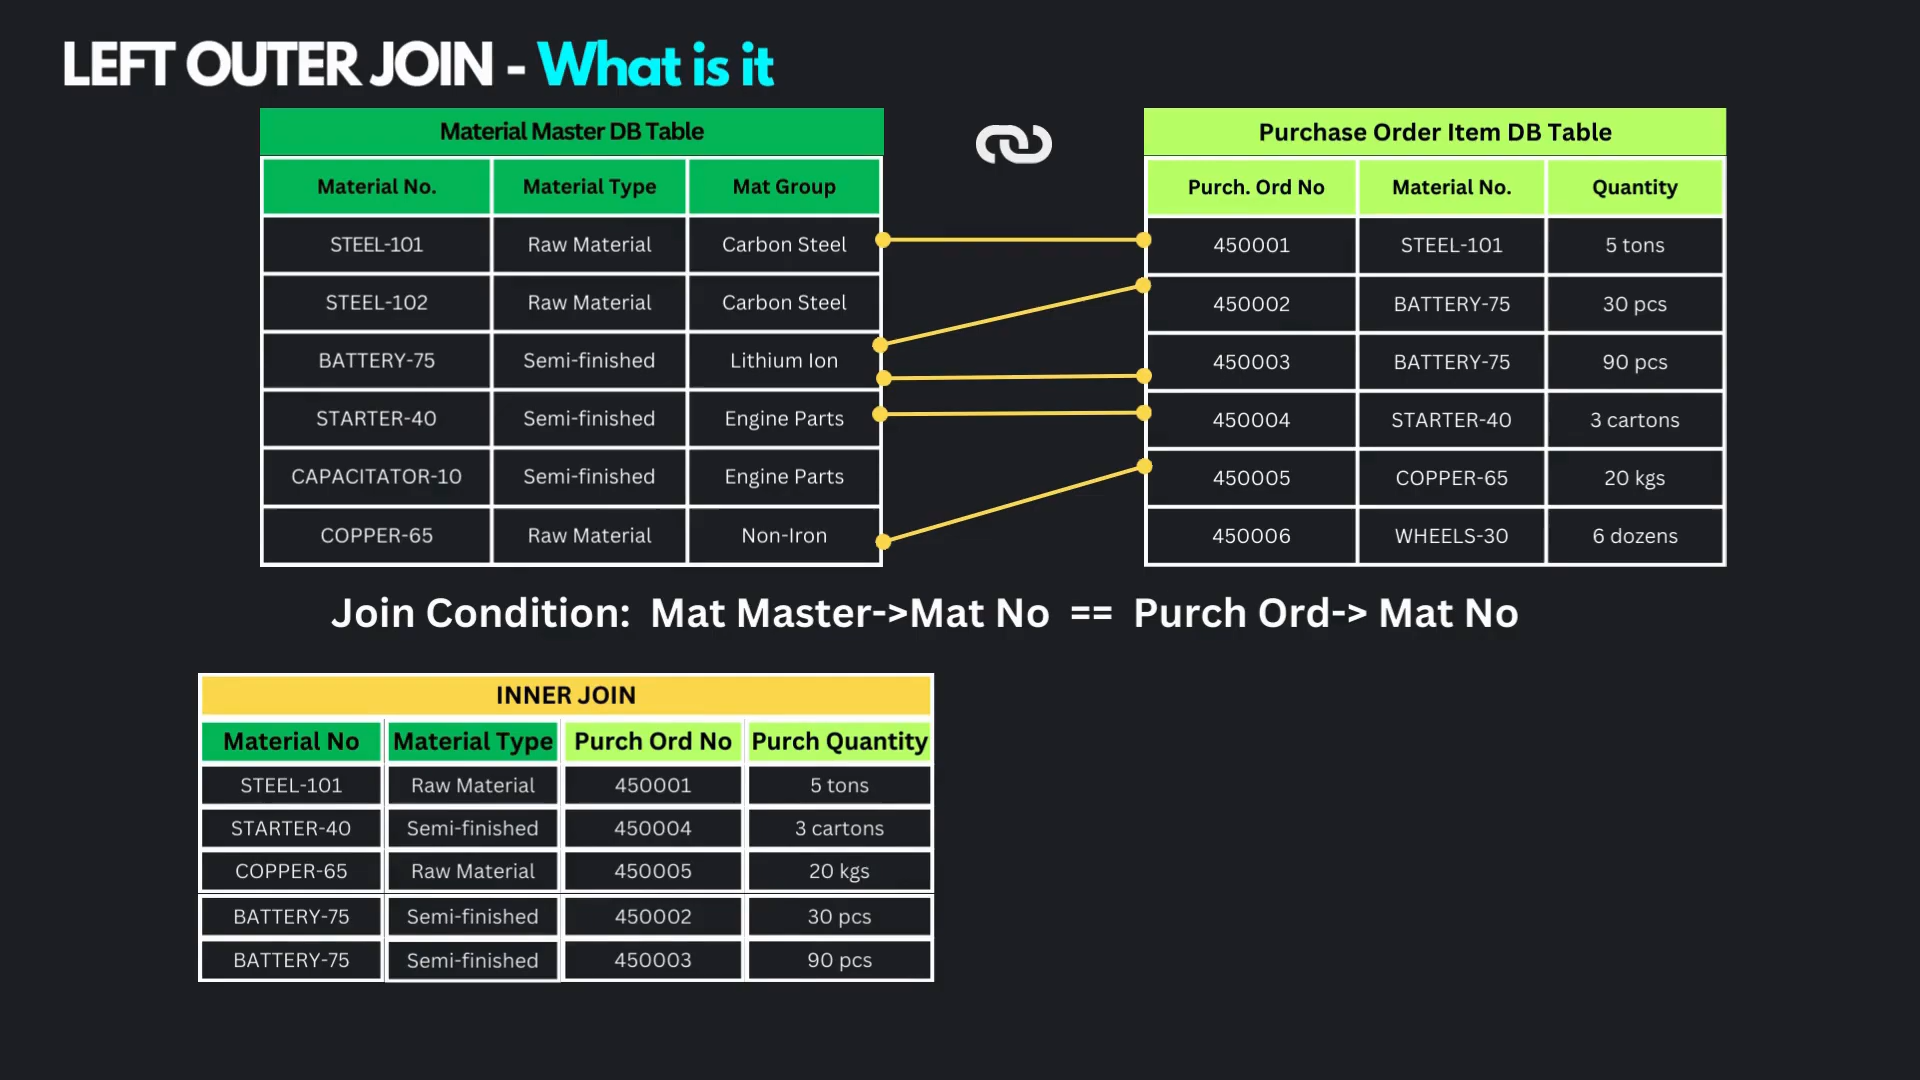 LEFT OUTER JOIN - What is it
Material Master DB Table
Material No. Material Type Mat Group
STEEL-101 Raw Material Carbon Steel
STEEL-102 Raw Material Carbon Steel
BATTERY-75 Semi-finished Lithium Ion
STARTER-40 Semi-finished Engine Parts
CAPACITATOR-10 Semi-finished Engine Parts
COPPER-65 Raw Material Non-Iron
Purchase Order Item DB Table
Purch. Ord No Material No. Quantity
450001 STEEL-101 5 tons
450002 BATTERY-75 30 pcs
450003 BATTERY-75 90 pcs
450004 STARTER-40 3 cartons
450005 COPPER-65 20 kgs
450006 WHEELS-30 6 dozens
Join Condition: Mat Master->Mat No == Purch Ord-> Mat No
INNER JOIN
Material No Material Type Purch Ord No Purch Quantity
STEEL-101 Raw Material 450001 5 tons
STARTER-40 Semi-finished 450004 3 cartons
COPPER-65 Raw Material 450005 20 kgs
BATTERY-75 Semi-finished 450002 30 pcs
BATTERY-75 Semi-finished 450003 90 pcs